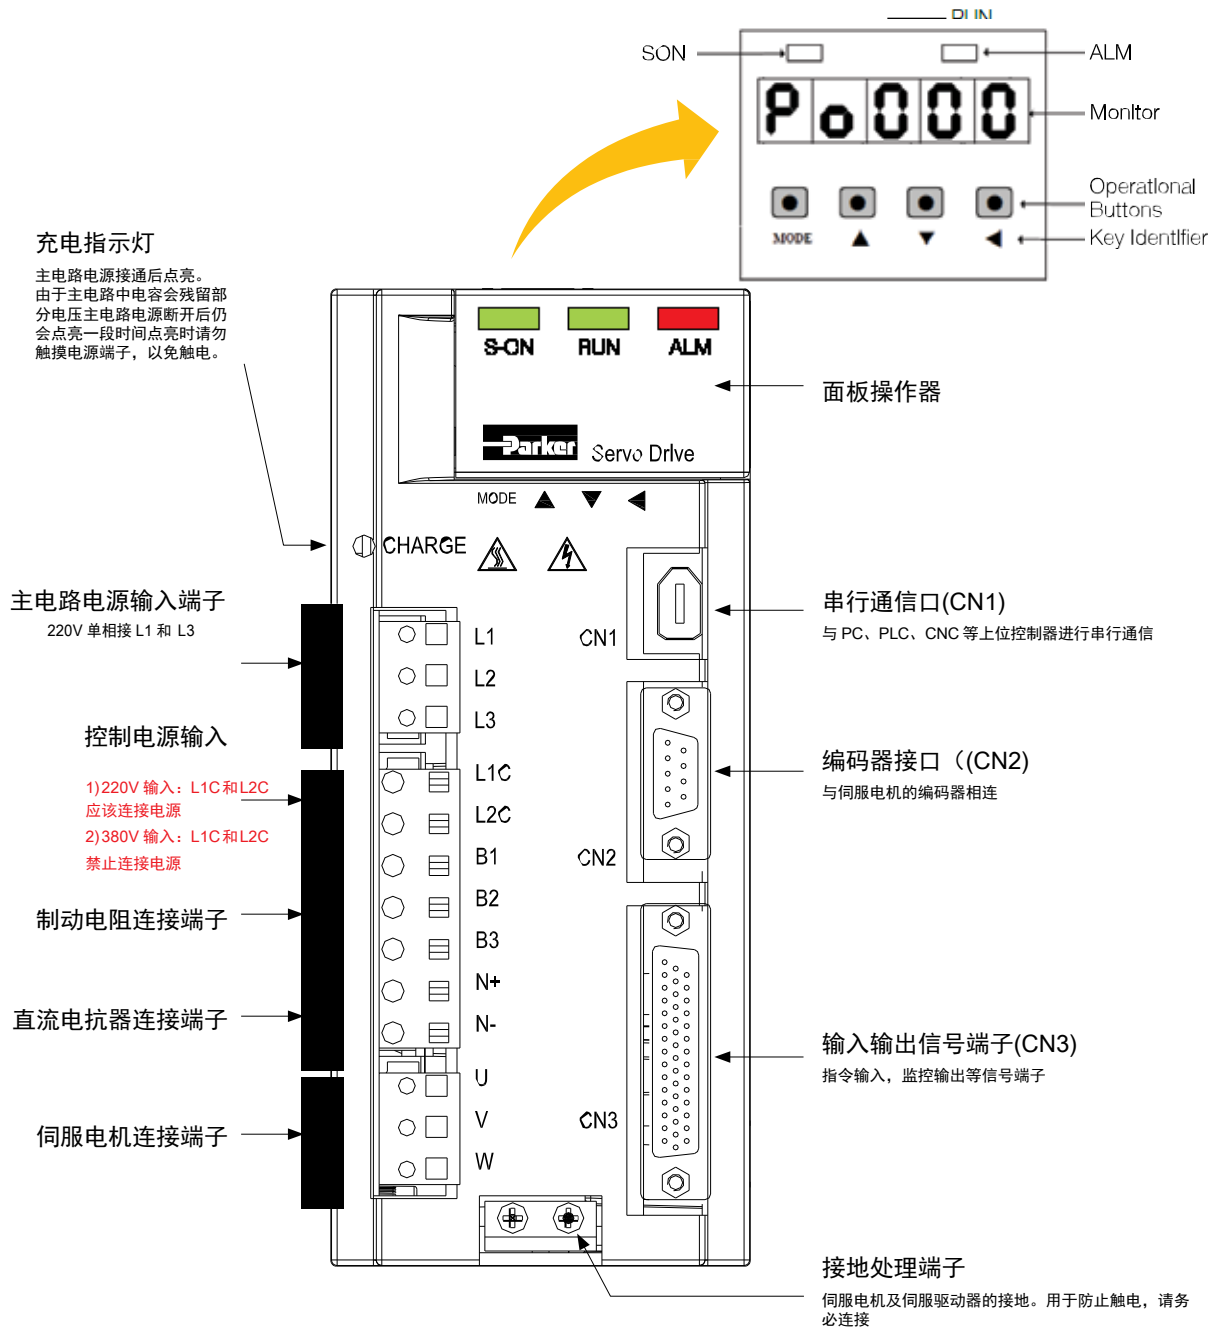 RUN
SON
ALM
Po000
Monitor
Operational
Buttons
MODE ▲ ▼ ◀
Key Identifier
充电指示灯
主电路电源接通后点亮。
由于主电路中电容会残留部
分电压主电路电源断开后仍
会点亮一段时间点亮时请勿
触摸电源端子，以免触电。
S-ON RUN ALM
面板操作器
Parker Servo Drive
MODE ▲ ▼ ◀
CHARGE
主电路电源输入端子
220V 单相接 L1 和 L3
L1
L2
L3
CN1
串行通信口(CN1)
与 PC、PLC、CNC 等上位控制器进行串行通信
控制电源输入
1)220V 输入：L1C和L2C
应该连接电源
2)380V 输入：L1C和L2C
禁止连接电源
L1C
L2C
B1
B2
B3
N+
N-
CN2
编码器接口（(CN2)
与伺服电机的编码器相连
制动电阻连接端子
直流电抗器连接端子
输入输出信号端子(CN3)
指令输入，监控输出等信号端子
伺服电机连接端子
U
V
W
CN3
接地处理端子
伺服电机及伺服驱动器的接地。用于防止触电，请务
必连接